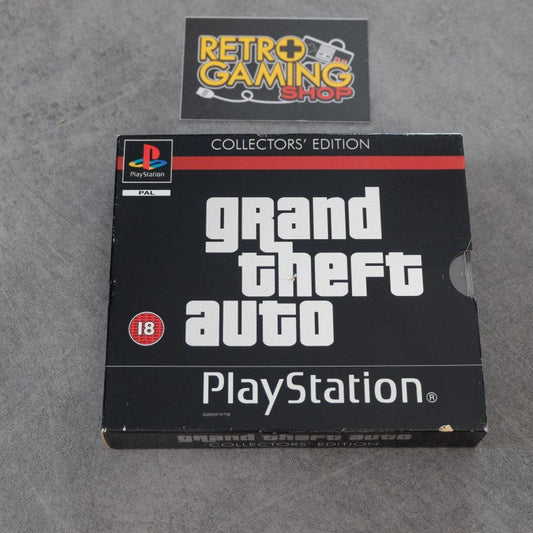 RETRO
GAMING
SHOP
COLLECTORS' EDITION
PlayStation
PAL
grand
theft
auto
18
PlayStation®
grand theft auto
COLLECTORS' EDITION